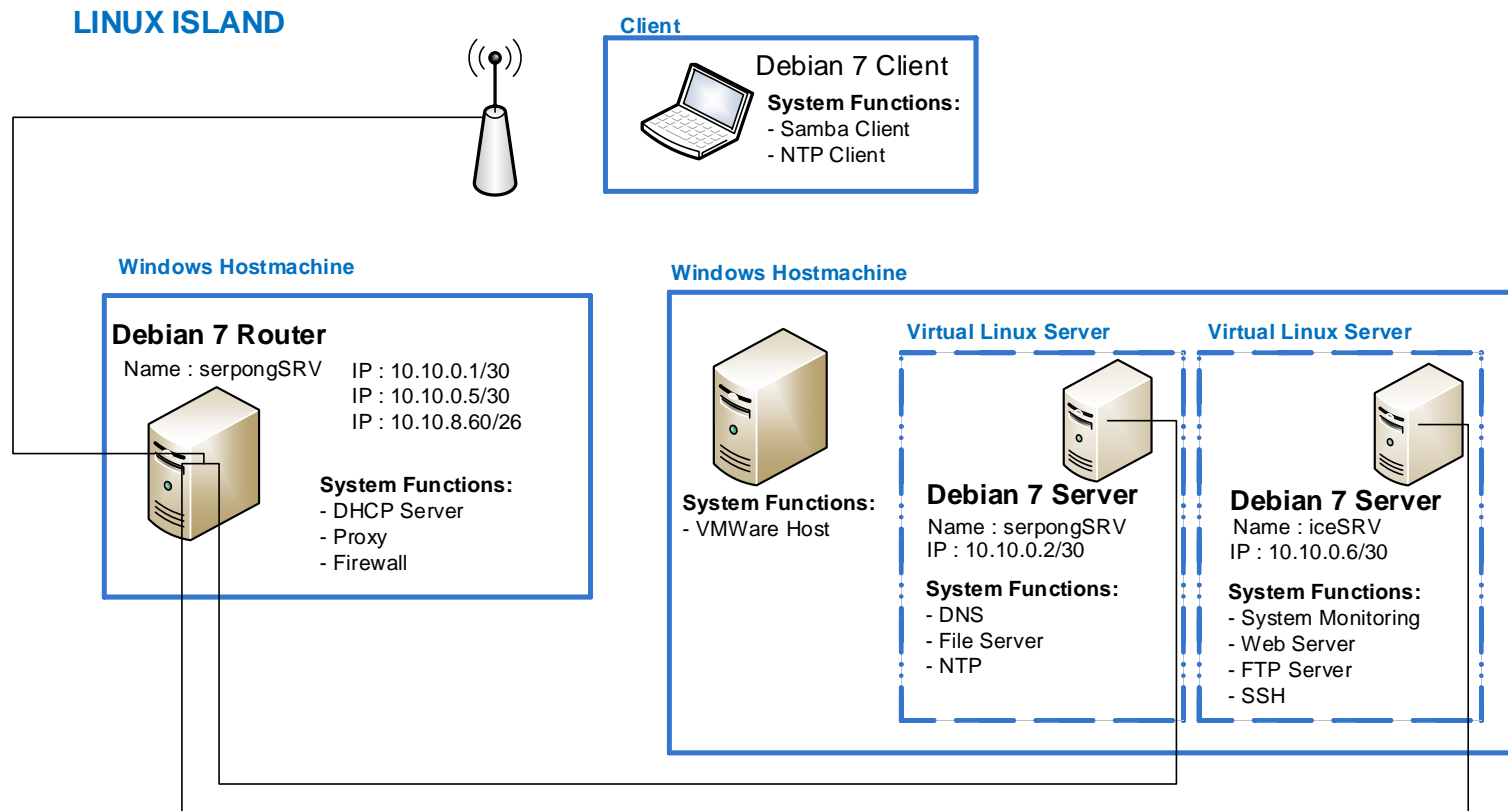 LINUX ISLAND
Client
Debian 7 Client
System Functions:
- Samba Client
- NTP Client
Windows Hostmachine
Debian 7 Router
Name : serpongSRV
IP : 10.10.0.1/30
IP : 10.10.0.5/30
IP : 10.10.8.60/26
System Functions:
- DHCP Server
- Proxy
- Firewall
Windows Hostmachine
System Functions:
- VMWare Host
Virtual Linux Server
Debian 7 Server
Name : serpongSRV
IP : 10.10.0.2/30
System Functions:
- DNS
- File Server
- NTP
Virtual Linux Server
Debian 7 Server
Name : iceSRV
IP : 10.10.0.6/30
System Functions:
- System Monitoring
- Web Server
- FTP Server
- SSH